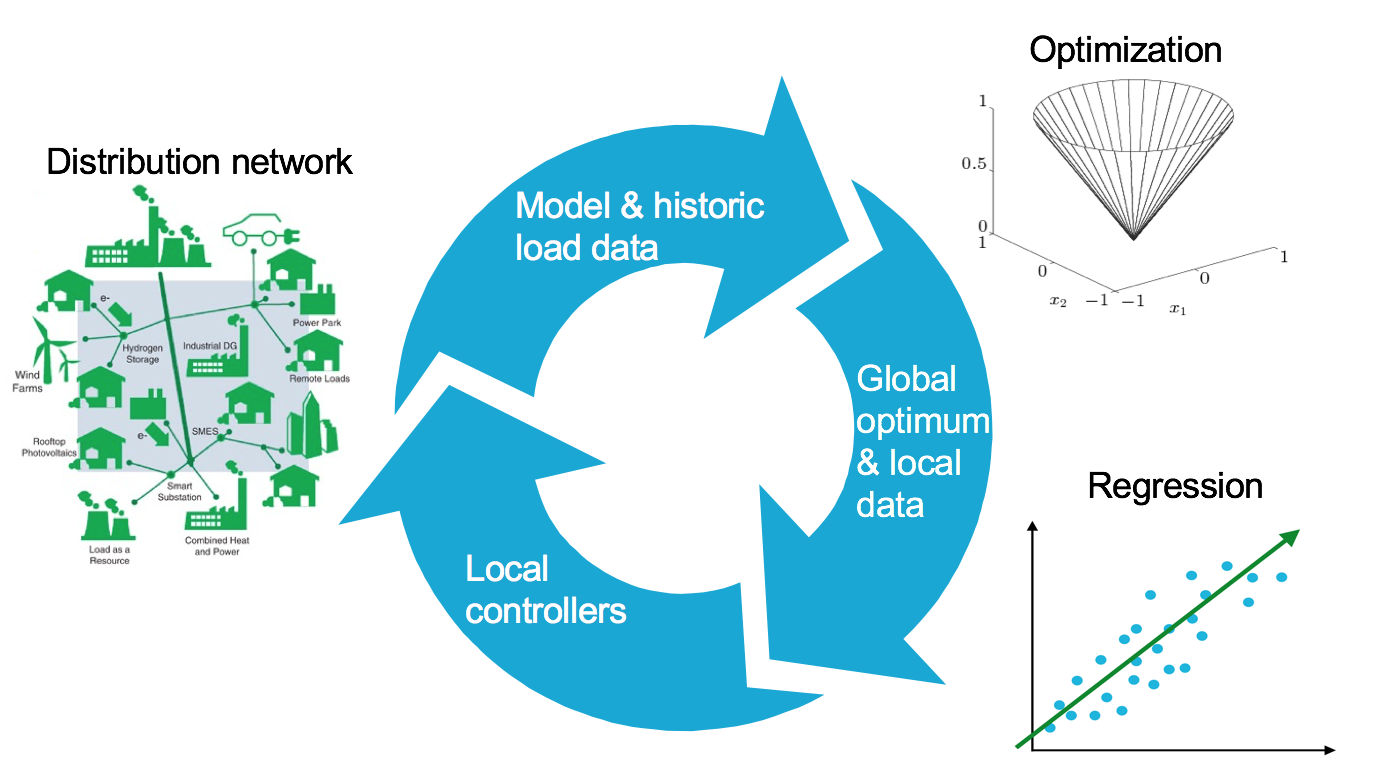 Optimization
1
0.5
0
1
0
-1
x2
-1
0
1
x1
Distribution network
e-
Hydrogen
Storage
Industrial DG
Power Park
Remote Loads
Wind
Farms
e-
SMES
Rooftop
Photovoltaics
Smart
Substation
Load as a
Resource
Combined Heat
and Power
Model & historic
load data
Global
optimum
& local
data
Local
controllers
Regression